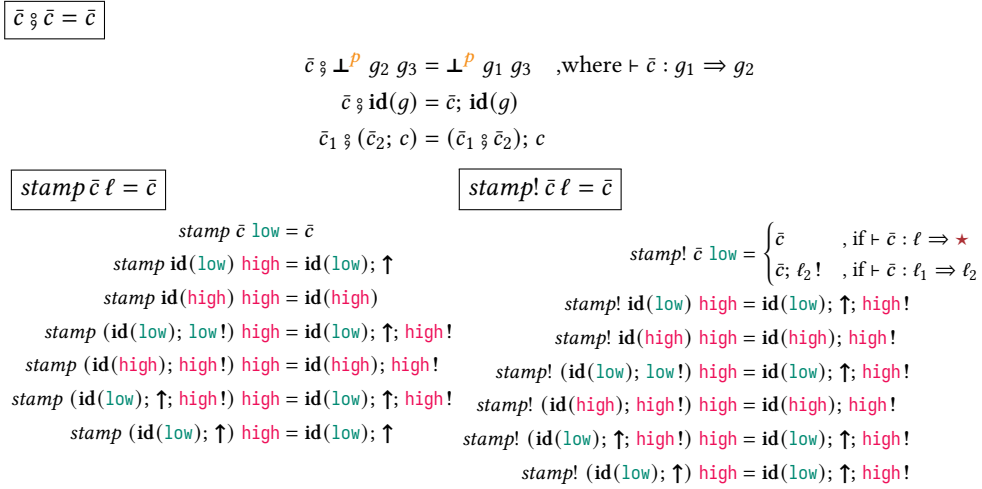 c̄ ⨟ c̄ = c̄
c̄ ⨟ ⊥ᵖ g₂ g₃ = ⊥ᵖ g₁ g₃ ,where ⊢ c̄ : g₁ ⇒ g₂
c̄ ⨟ id(g) = c̄; id(g)
c̄₁ ⨟ (c̄₂; c) = (c̄₁ ⨟ c̄₂); c
stamp c̄ ℓ = c̄
stamp c̄ low = c̄
stamp id(low) high = id(low); ↑
stamp id(high) high = id(high)
stamp (id(low); low!) high = id(low); ↑; high!
stamp (id(high); high!) high = id(high); high!
stamp (id(low); ↑; high!) high = id(low); ↑; high!
stamp (id(low); ↑) high = id(low); ↑
stamp! c̄ ℓ = c̄
stamp! c̄ low = { c̄ , if ⊢ c̄ : ℓ ⇒ ★
c̄; ℓ₂! , if ⊢ c̄ : ℓ₁ ⇒ ℓ₂
stamp! id(low) high = id(low); ↑; high!
stamp! id(high) high = id(high); high!
stamp! (id(low); low!) high = id(low); ↑; high!
stamp! (id(high); high!) high = id(high); high!
stamp! (id(low); ↑; high!) high = id(low); ↑; high!
stamp! (id(low); ↑) high = id(low); ↑; high!